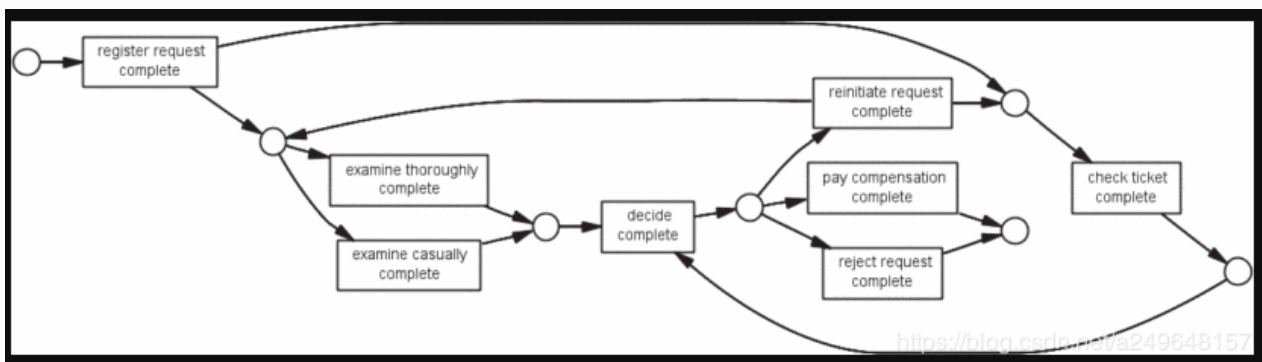 register request
complete
reinitiate request
complete
examine thoroughly
complete
pay compensation
complete
check ticket
complete
decide
complete
examine casually
complete
reject request
complete
https://blog.csdn.net/a249648157